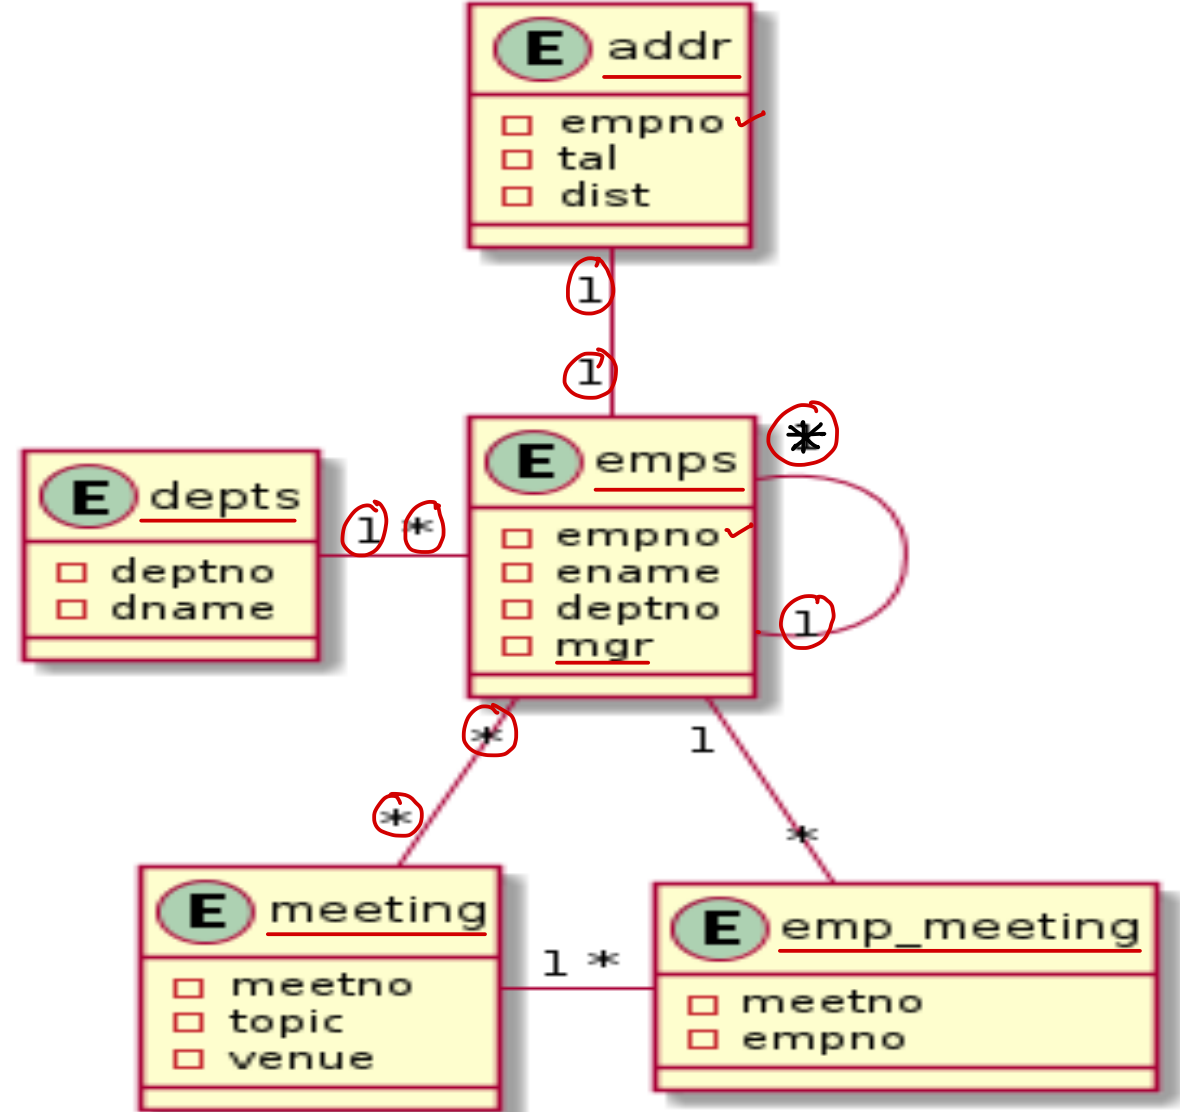 E addr
empno
tal
dist
1
1
E emps
empno
ename
deptno
mgr
*
1
E depts
deptno
dname
1 *
*
*
1
*
E meeting
meetno
topic
venue
1 *
E emp_meeting
meetno
empno